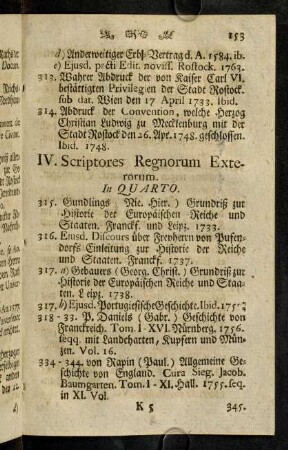 153
d) Anderweitiger Erbh-Vertrag d. A. 1584. ib.
e) Ejusd. pacti Edit. noviss. Rostock. 1763.
313. Wahrer Abdruck der von Kaiser Carl VI.
bestättigten Privilegien der Stadt Rostock.
sub dat. Wien den 17 April 1733. Ibid.
314. Abdruck der Convention, welche Herzog
Christian Ludwig zu Mecklenburg mit der
Stadt Rostock den 26. Apr. 1748. geschlossen.
Ibid. 1748.
IV. Scriptores Regnorum Exte-
rorum.
In QUARTO.
315. Gundlings (Nic. Hier.) Grundriß zur
Historie der Europäischen Reiche und
Staaten. Franckf. und Leipz. 1733.
316. Eiusd. Discours über Freyherrn von Pufen-
dorfs Einleitung zur Historie der Reiche
und Staaten. Franckf. 1737.
317. a) Gebauers (Georg. Christ.) Grundriß zur
Historie der Europäischen Reiche und Staa-
ten. Leipz. 1738.
317. b) Ejusd. Portugiesische Geschichte. Ibid.
318 - 33. P. Daniels (Gabr.) Geschichte von
Franckreich. Tom. I - XVI. Nürnberg. 1756.
seqq. mit Landcharten, Kupfern und Mün-
zen. Vol. 16.
334 - 344. von Rapin (Paul.) Allgemeine Ge-
schichte von England. Cura Sieg. Jacob.
Baumgarten. Tom. I - XI. Hall. 1755. seq.
in XI. Vol.
K 5 345.